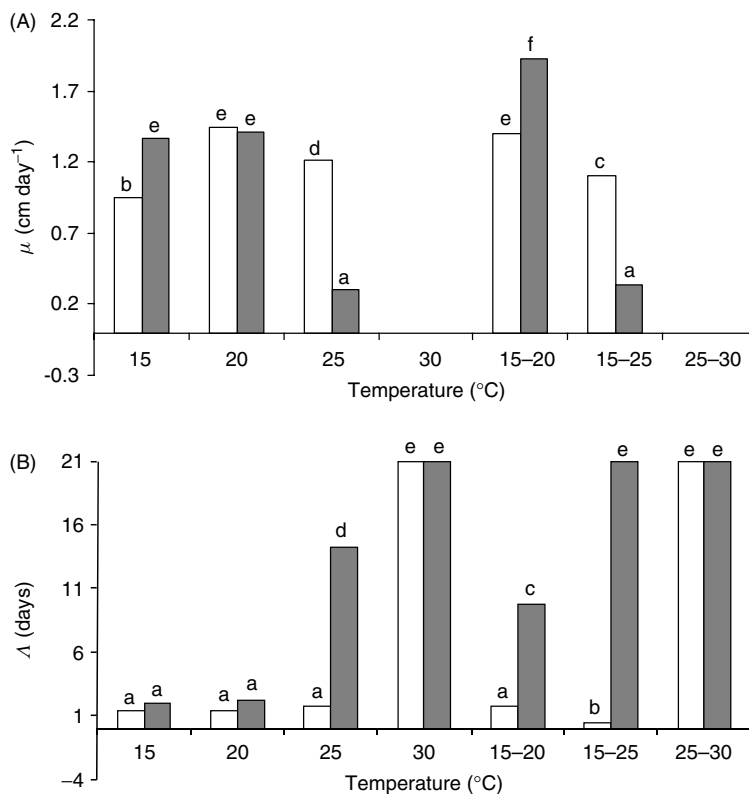 (A)
2.2
1.7
1.2
0.7
0.2
-0.3
μ (cm day⁻¹)
b e e e d a e f c a
15 20 25 30 15–20 15–25 25–30
Temperature (°C)
(B)
21
16
11
6
1
−4
Λ (days)
a a a a a d e e a c b e e e
15 20 25 30 15–20 15–25 25–30
Temperature (°C)